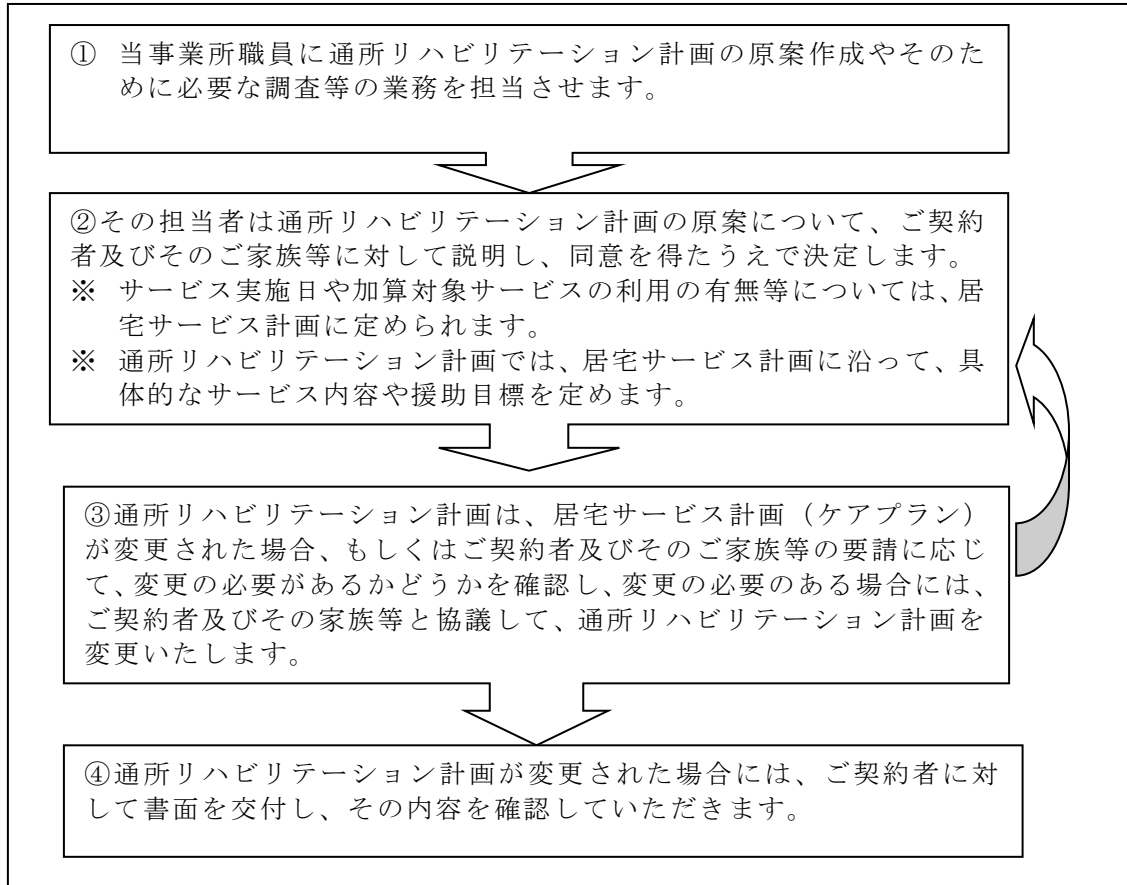 ① 当事業所職員に通所リハビリテーション計画の原案作成やそのた
めに必要な調査等の業務を担当させます。
②その担当者は通所リハビリテーション計画の原案について、ご契約
者及びそのご家族等に対して説明し、同意を得たうえで決定します。
※ サービス実施日や加算対象サービスの利用の有無等については、居
宅サービス計画に定められます。
※ 通所リハビリテーション計画では、居宅サービス計画に沿って、具
体的なサービス内容や援助目標を定めます。
③通所リハビリテーション計画は、居宅サービス計画（ケアプラン）
が変更された場合、もしくはご契約者及びそのご家族等の要請に応じ
て、変更の必要があるかどうかを確認し、変更の必要のある場合には、
ご契約者及びその家族等と協議して、通所リハビリテーション計画を
変更いたします。
④通所リハビリテーション計画が変更された場合には、ご契約者に対
して書面を交付し、その内容を確認していただきます。